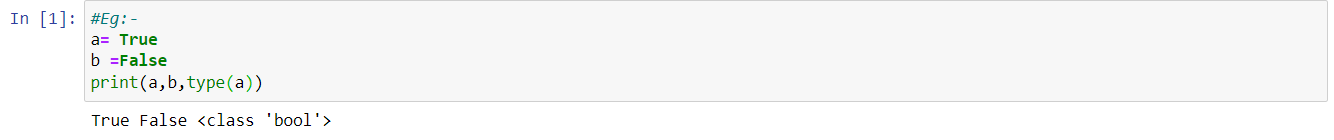 In [1]: #Eg:-
a= True
b =False
print(a,b,type(a))
True False <class 'bool'>